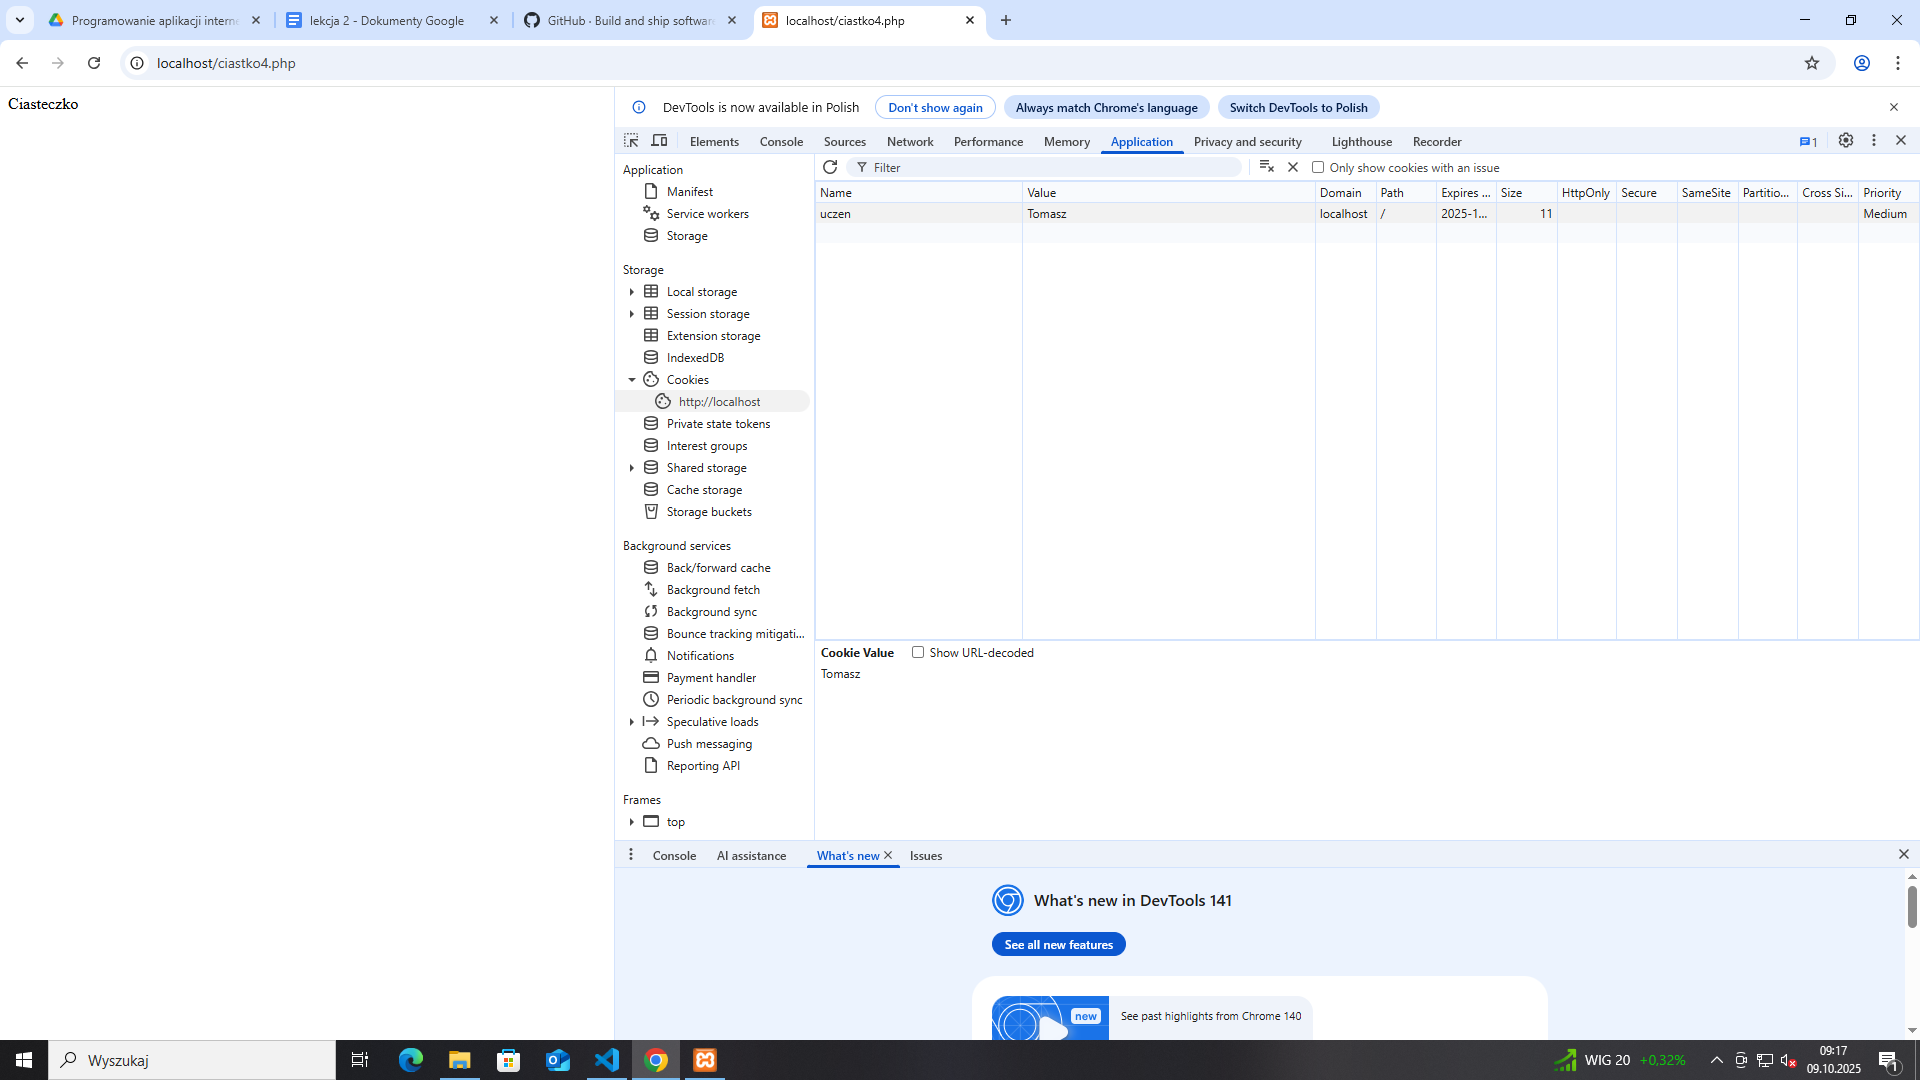 Programowanie aplikacji intern
lekcja 2 - Dokumenty Google
GitHub · Build and ship software
localhost/ciastko4.php
localhost/ciastko4.php
Ciasteczko
DevTools is now available in Polish
Don't show again
Always match Chrome's language
Switch DevTools to Polish
Elements
Console
Sources
Network
Performance
Memory
Application
Privacy and security
Lighthouse
Recorder
1
Application
Manifest
Service workers
Storage
Storage
Local storage
Session storage
Extension storage
IndexedDB
Cookies
http://localhost
Private state tokens
Interest groups
Shared storage
Cache storage
Storage buckets
Background services
Back/forward cache
Background fetch
Background sync
Bounce tracking mitigati...
Notifications
Payment handler
Periodic background sync
Speculative loads
Push messaging
Reporting API
Frames
top
Filter
Only show cookies with an issue
Name Value Domain Path Expires ... Size HttpOnly Secure SameSite Partitio... Cross Si... Priority
uczen Tomasz localhost / 2025-1... 11 Medium
Cookie Value
Show URL-decoded
Tomasz
Console
AI assistance
What's new
Issues
What's new in DevTools 141
See all new features
new
See past highlights from Chrome 140
Wyszukaj
WIG 20 +0,32%
09:17
09.10.2025
1